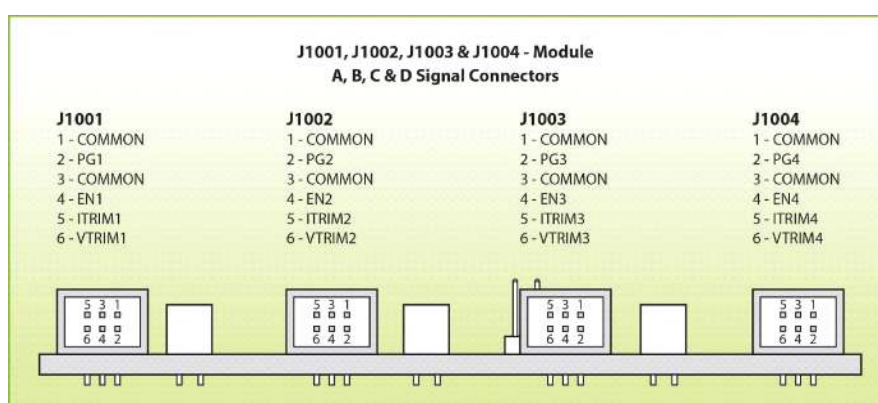 J1001, J1002, J1003 & J1004 - Module
A, B, C & D Signal Connectors
J1001
1 - COMMON
2 - PG1
3 - COMMON
4 - EN1
5 - ITRIM1
6 - VTRIM1
J1002
1 - COMMON
2 - PG2
3 - COMMON
4 - EN2
5 - ITRIM2
6 - VTRIM2
J1003
1 - COMMON
2 - PG3
3 - COMMON
4 - EN3
5 - ITRIM3
6 - VTRIM3
J1004
1 - COMMON
2 - PG4
3 - COMMON
4 - EN4
5 - ITRIM4
6 - VTRIM4
5 3 1
6 4 2
5 3 1
6 4 2
5 3 1
6 4 2
5 3 1
6 4 2